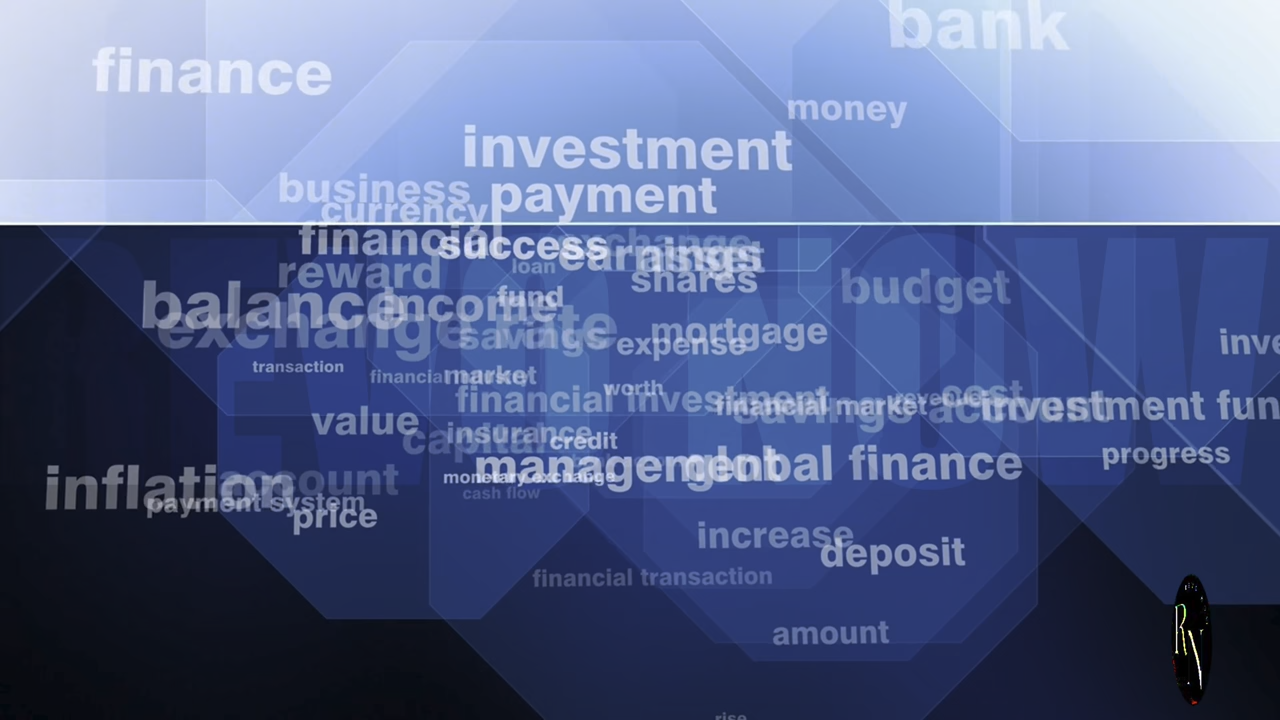 bank
finance
money
investment
business
payment
currency
financial
success
exchange
earnings
loan
reward
shares
budget
balance
income
fund
exchange rate
savings
mortgage
expense
transaction
financial market
market
worth
financial investment
cost
revenue
savings account
financial market
investment fun
value
insurance
capital
credit
management
global finance
progress
inflation
account
monetary exchange
cash flow
payment system
price
increase
deposit
financial transaction
amount
rise